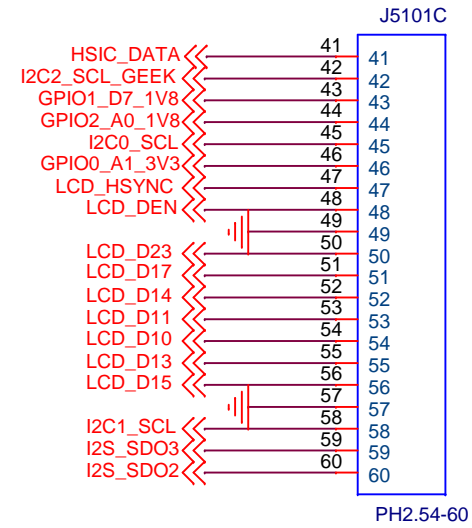 J5101C
HSIC_DATA 41 41
I2C2_SCL_GEEK 42 42
GPIO1_D7_1V8 43 43
GPIO2_A0_1V8 44 44
I2C0_SCL 45 45
GPIO0_A1_3V3 46 46
LCD_HSYNC 47 47
LCD_DEN 48 48
49 49
LCD_D23 50 50
LCD_D17 51 51
LCD_D14 52 52
LCD_D11 53 53
LCD_D10 54 54
LCD_D13 55 55
LCD_D15 56 56
57 57
I2C1_SCL 58 58
I2S_SDO3 59 59
I2S_SDO2 60 60
PH2.54-60